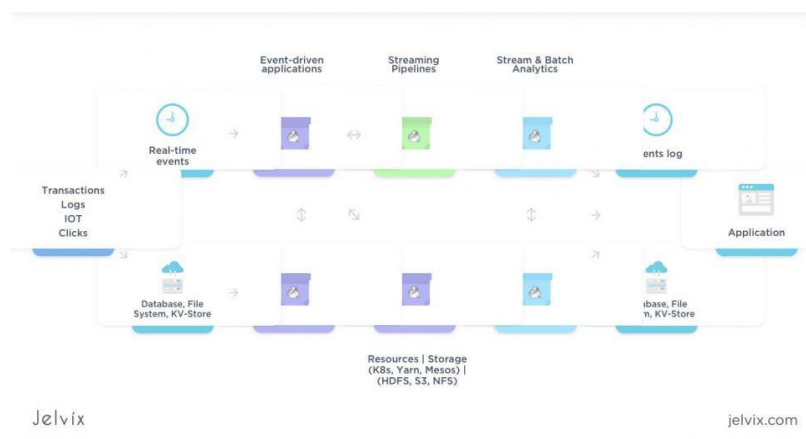 Event-driven
applications
Streaming
Pipelines
Stream & Batch
Analytics
Real-time
events
ents log
Transactions
Logs
IOT
Clicks
Application
Database, File
System, KV-Store
abase, File
m, KV-Store
Resources | Storage
(K8s, Yarn, Mesos) |
(HDFS, S3, NFS)
Jelvix
jelvix.com